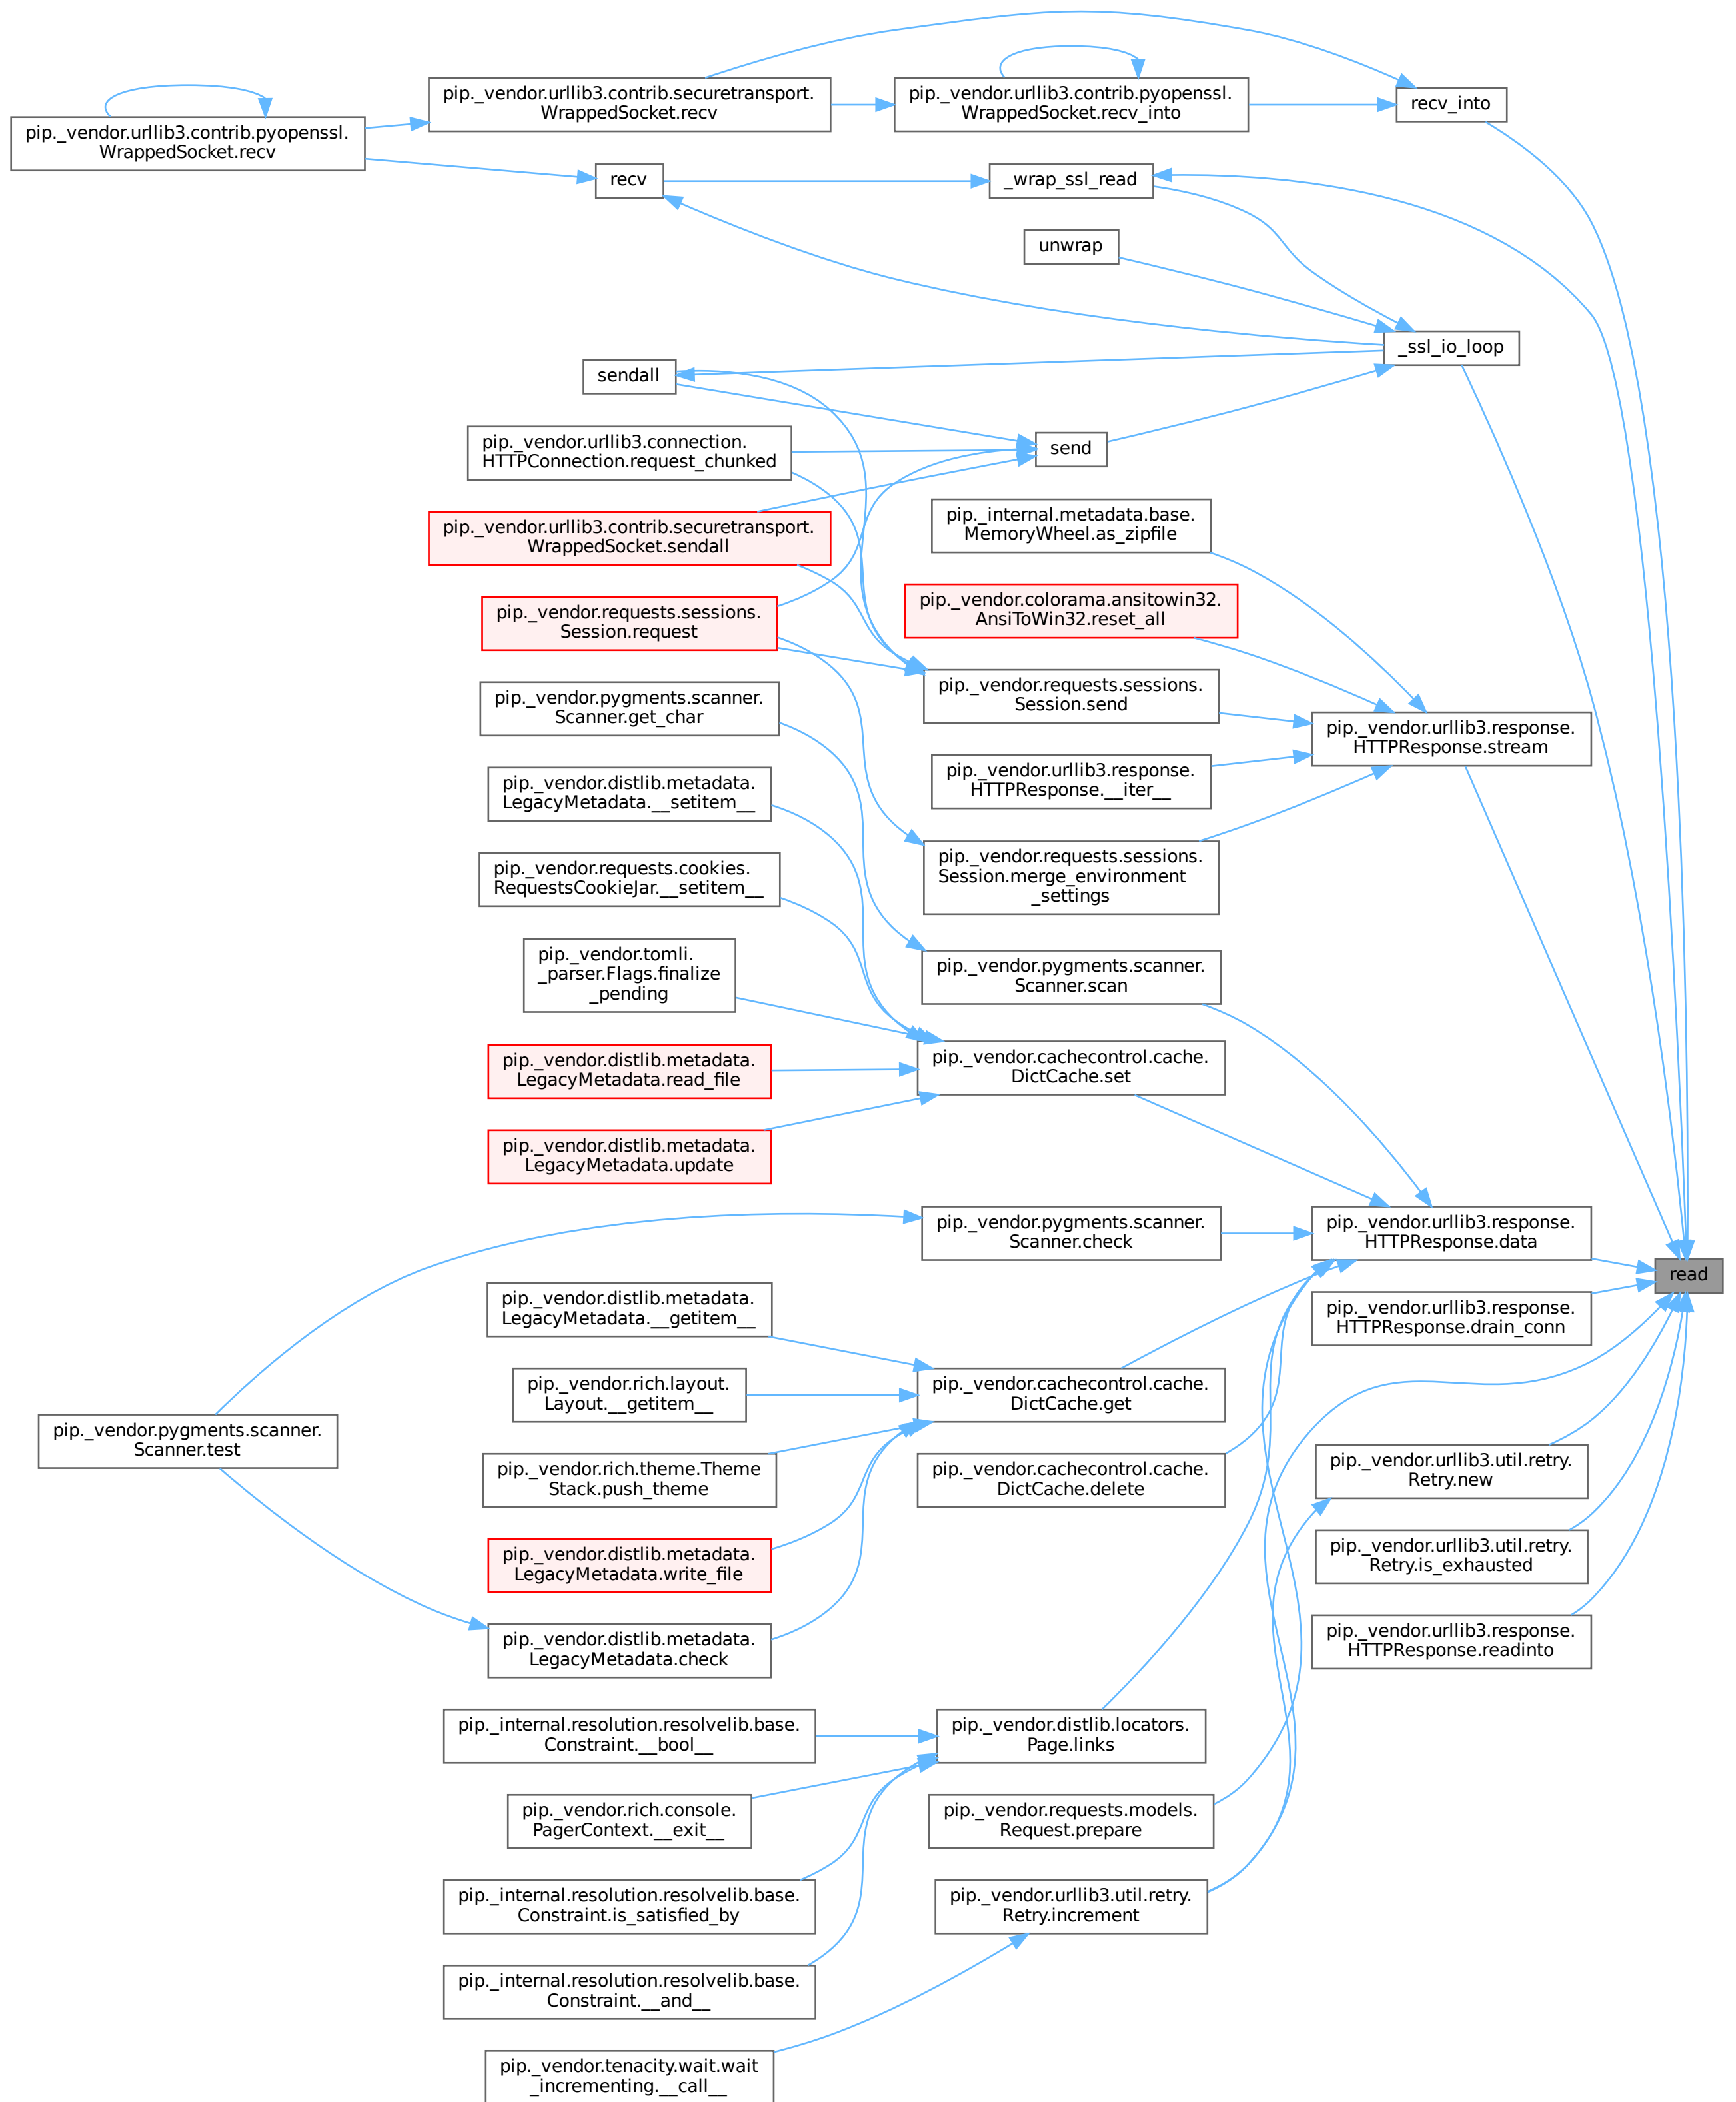 pip._vendor.urllib3.contrib.pyopenssl.
WrappedSocket.recv
pip._vendor.urllib3.contrib.securetransport.
WrappedSocket.recv
pip._vendor.urllib3.contrib.pyopenssl.
WrappedSocket.recv_into
recv_into
recv
_wrap_ssl_read
unwrap
_ssl_io_loop
sendall
pip._vendor.urllib3.connection.
HTTPConnection.request_chunked
send
pip._vendor.urllib3.contrib.securetransport.
WrappedSocket.sendall
pip._internal.metadata.base.
MemoryWheel.as_zipfile
pip._vendor.requests.sessions.
Session.request
pip._vendor.colorama.ansitowin32.
AnsiToWin32.reset_all
pip._vendor.pygments.scanner.
Scanner.get_char
pip._vendor.requests.sessions.
Session.send
pip._vendor.urllib3.response.
HTTPResponse.stream
pip._vendor.distlib.metadata.
LegacyMetadata.__setitem__
pip._vendor.urllib3.response.
HTTPResponse.__iter__
pip._vendor.requests.cookies.
RequestsCookieJar.__setitem__
pip._vendor.requests.sessions.
Session.merge_environment
_settings
pip._vendor.tomli.
_parser.Flags.finalize
_pending
pip._vendor.pygments.scanner.
Scanner.scan
pip._vendor.distlib.metadata.
LegacyMetadata.read_file
pip._vendor.cachecontrol.cache.
DictCache.set
pip._vendor.distlib.metadata.
LegacyMetadata.update
pip._vendor.pygments.scanner.
Scanner.check
pip._vendor.urllib3.response.
HTTPResponse.data
read
pip._vendor.distlib.metadata.
LegacyMetadata.__getitem__
pip._vendor.urllib3.response.
HTTPResponse.drain_conn
pip._vendor.rich.layout.
Layout.__getitem__
pip._vendor.cachecontrol.cache.
DictCache.get
pip._vendor.pygments.scanner.
Scanner.test
pip._vendor.rich.theme.Theme
Stack.push_theme
pip._vendor.cachecontrol.cache.
DictCache.delete
pip._vendor.urllib3.util.retry.
Retry.new
pip._vendor.distlib.metadata.
LegacyMetadata.write_file
pip._vendor.urllib3.util.retry.
Retry.is_exhausted
pip._vendor.distlib.metadata.
LegacyMetadata.check
pip._vendor.urllib3.response.
HTTPResponse.readinto
pip._internal.resolution.resolvelib.base.
Constraint.__bool__
pip._vendor.distlib.locators.
Page.links
pip._vendor.rich.console.
PagerContext.__exit__
pip._vendor.requests.models.
Request.prepare
pip._internal.resolution.resolvelib.base.
Constraint.is_satisfied_by
pip._vendor.urllib3.util.retry.
Retry.increment
pip._internal.resolution.resolvelib.base.
Constraint.__and__
pip._vendor.tenacity.wait.wait
_incrementing.__call__